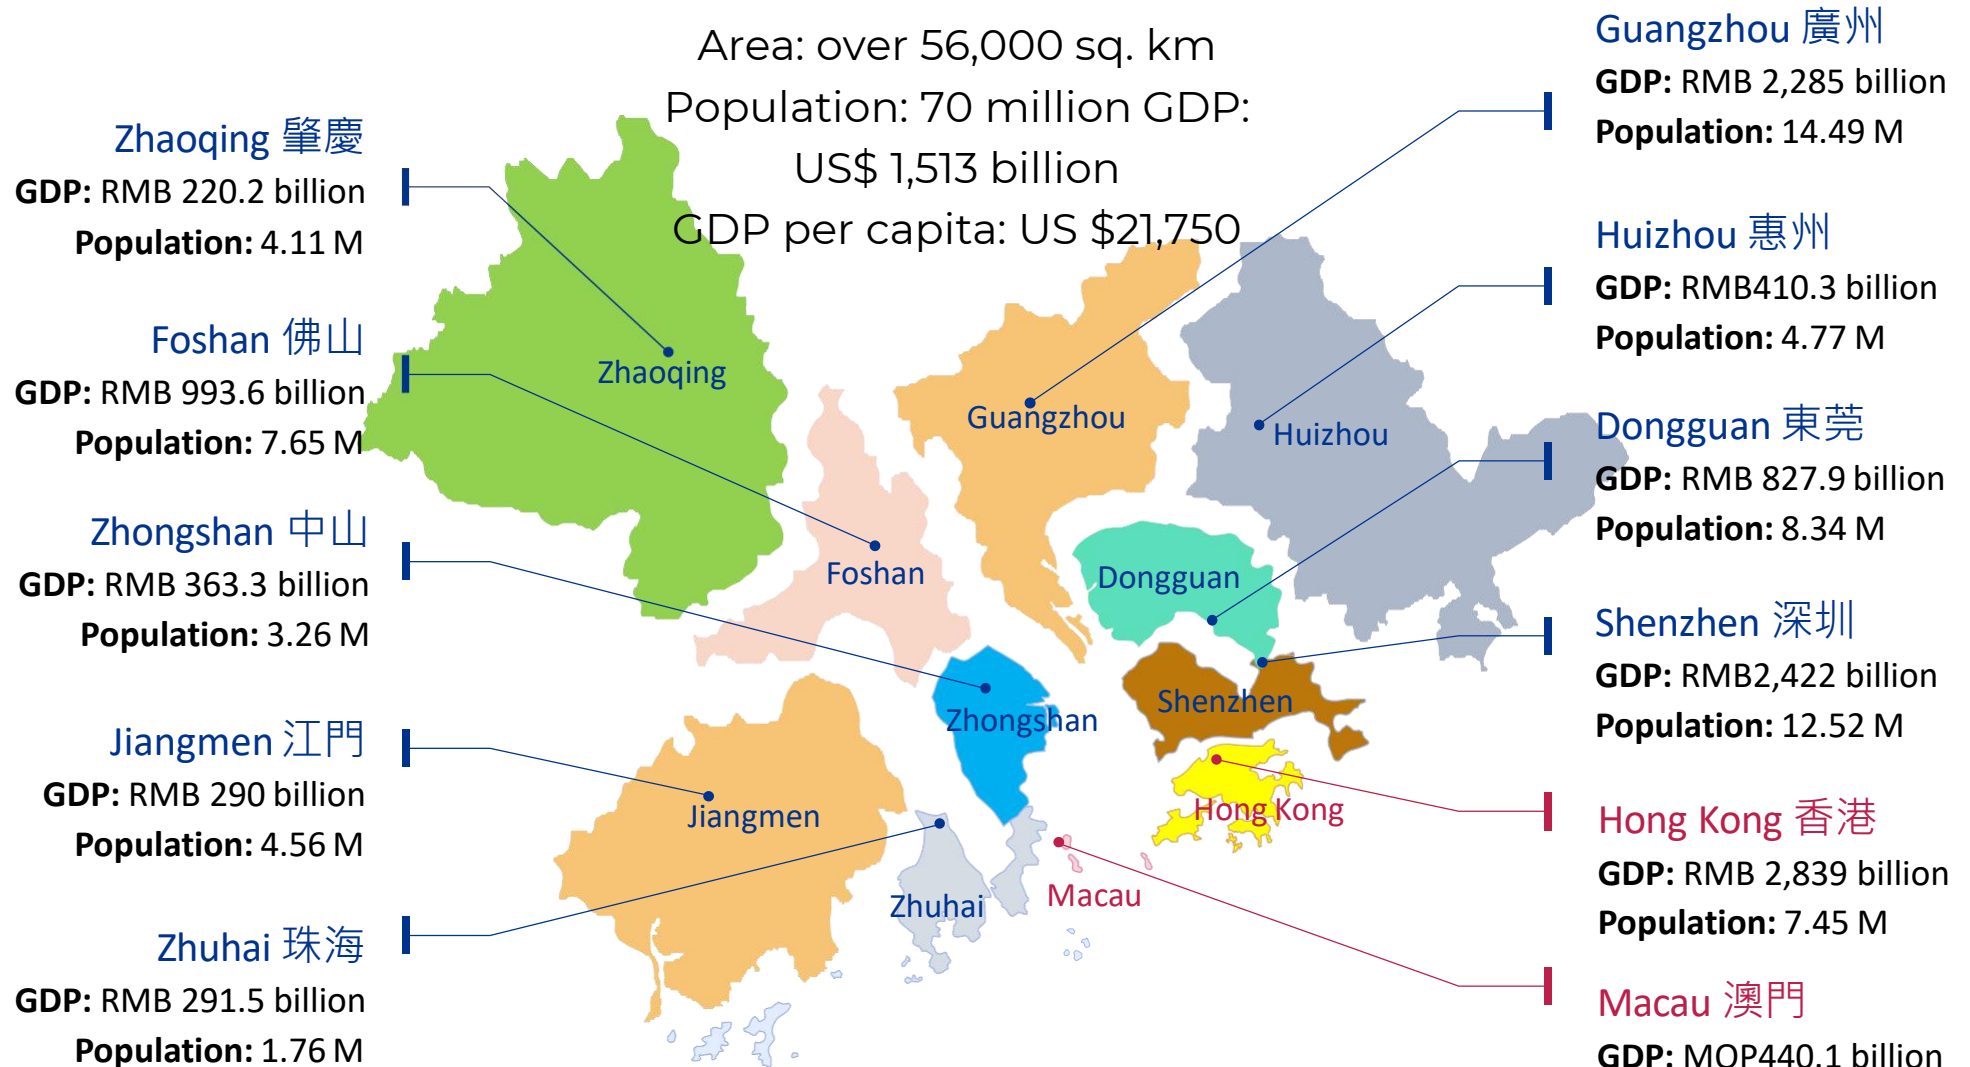 Area: over 56,000 sq. km
Population: 70 million GDP:
US$ 1,513 billion
GDP per capita: US $21,750
Zhaoqing 肇慶
GDP: RMB 220.2 billion
Population: 4.11 M
Foshan 佛山
GDP: RMB 993.6 billion
Population: 7.65 M
Zhongshan 中山
GDP: RMB 363.3 billion
Population: 3.26 M
Jiangmen 江門
GDP: RMB 290 billion
Population: 4.56 M
Zhuhai 珠海
GDP: RMB 291.5 billion
Population: 1.76 M
Zhaoqing
Guangzhou
Huizhou
Foshan
Dongguan
Shenzhen
Zhongshan
Jiangmen
Hong Kong
Zhuhai
Macau
Guangzhou 廣州
GDP: RMB 2,285 billion
Population: 14.49 M
Huizhou 惠州
GDP: RMB410.3 billion
Population: 4.77 M
Dongguan 東莞
GDP: RMB 827.9 billion
Population: 8.34 M
Shenzhen 深圳
GDP: RMB2,422 billion
Population: 12.52 M
Hong Kong 香港
GDP: RMB 2,839 billion
Population: 7.45 M
Macau 澳門
GDP: MOP440.1 billion